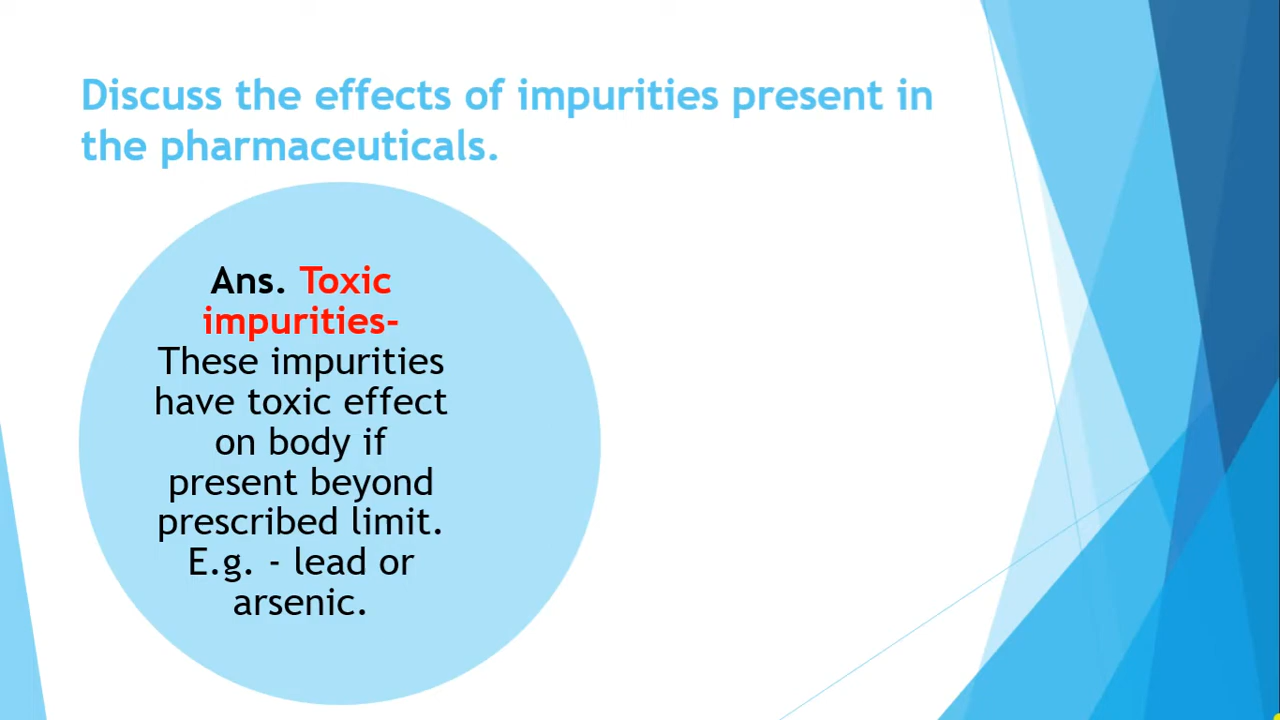 Discuss the effects of impurities present in
the pharmaceuticals.
Ans. Toxic
impurities-
These impurities
have toxic effect
on body if
present beyond
prescribed limit.
E.g. - lead or
arsenic.